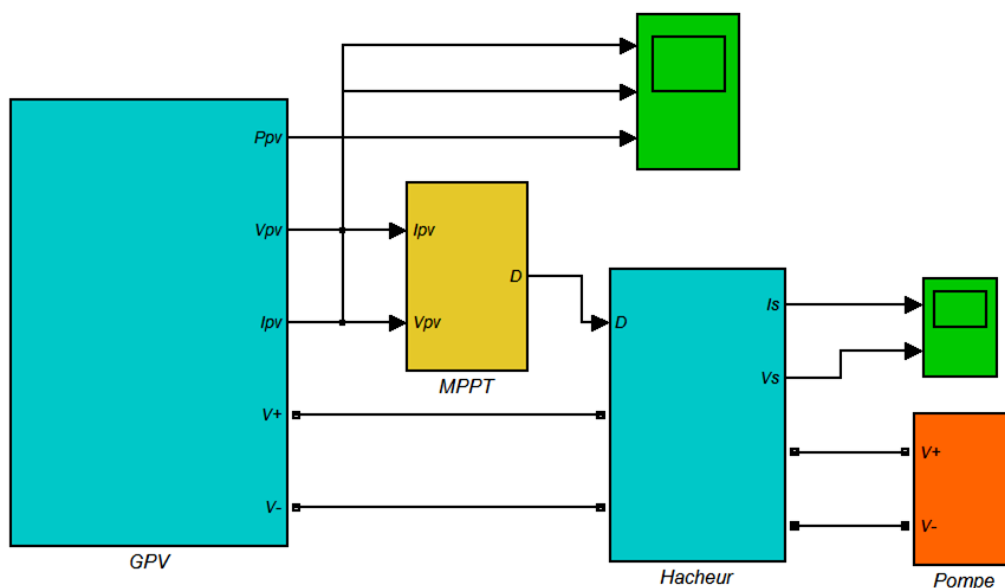 Ppv
Vpv
Ipv
V+
V-
GPV
Ipv
Vpv
D
MPPT
D
Is
Vs
Hacheur
V+
V-
Pompe